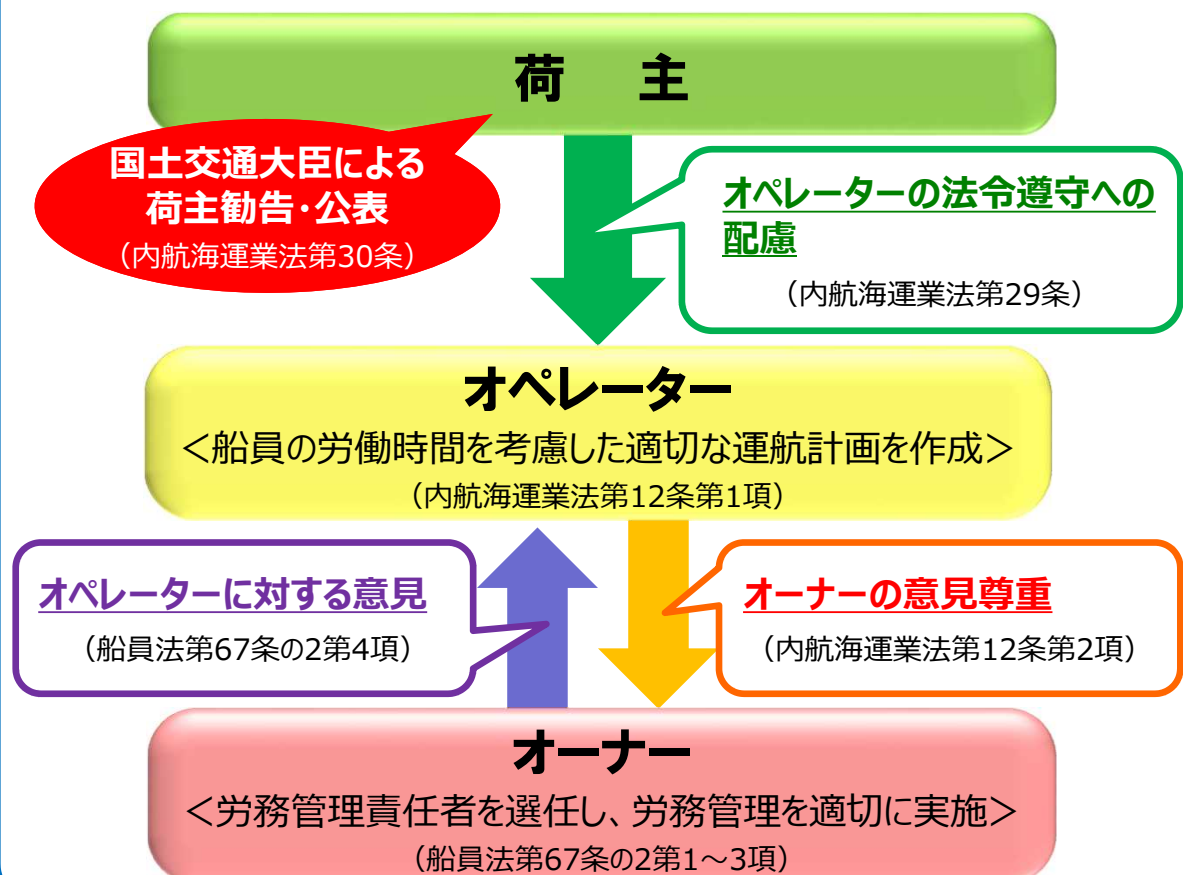 荷　主
国土交通大臣による
荷主勧告・公表
（内航海運業法第30条）
オペレーターの法令遵守への
配慮
（内航海運業法第29条）
オペレーター
＜船員の労働時間を考慮した適切な運航計画を作成＞
（内航海運業法第12条第1項）
オペレーターに対する意見
（船員法第67条の2第4項）
オーナーの意見尊重
（内航海運業法第12条第2項）
オーナー
＜労務管理責任者を選任し、労務管理を適切に実施＞
（船員法第67条の2第1～3項）